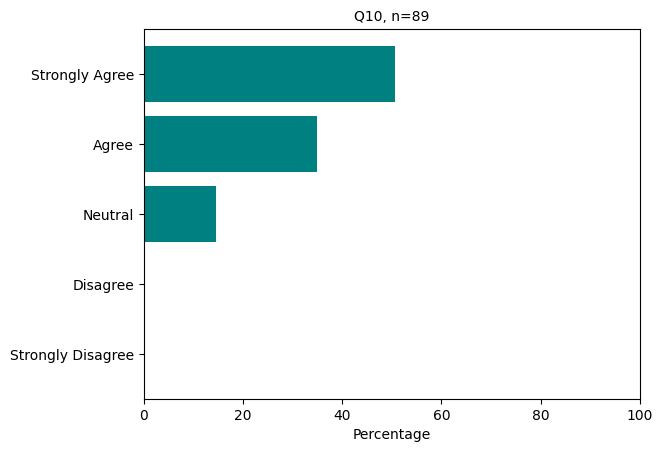 Q10, n=89
Strongly Agree
Agree
Neutral
Disagree
Strongly Disagree
0 20 40 60 80 100
Percentage